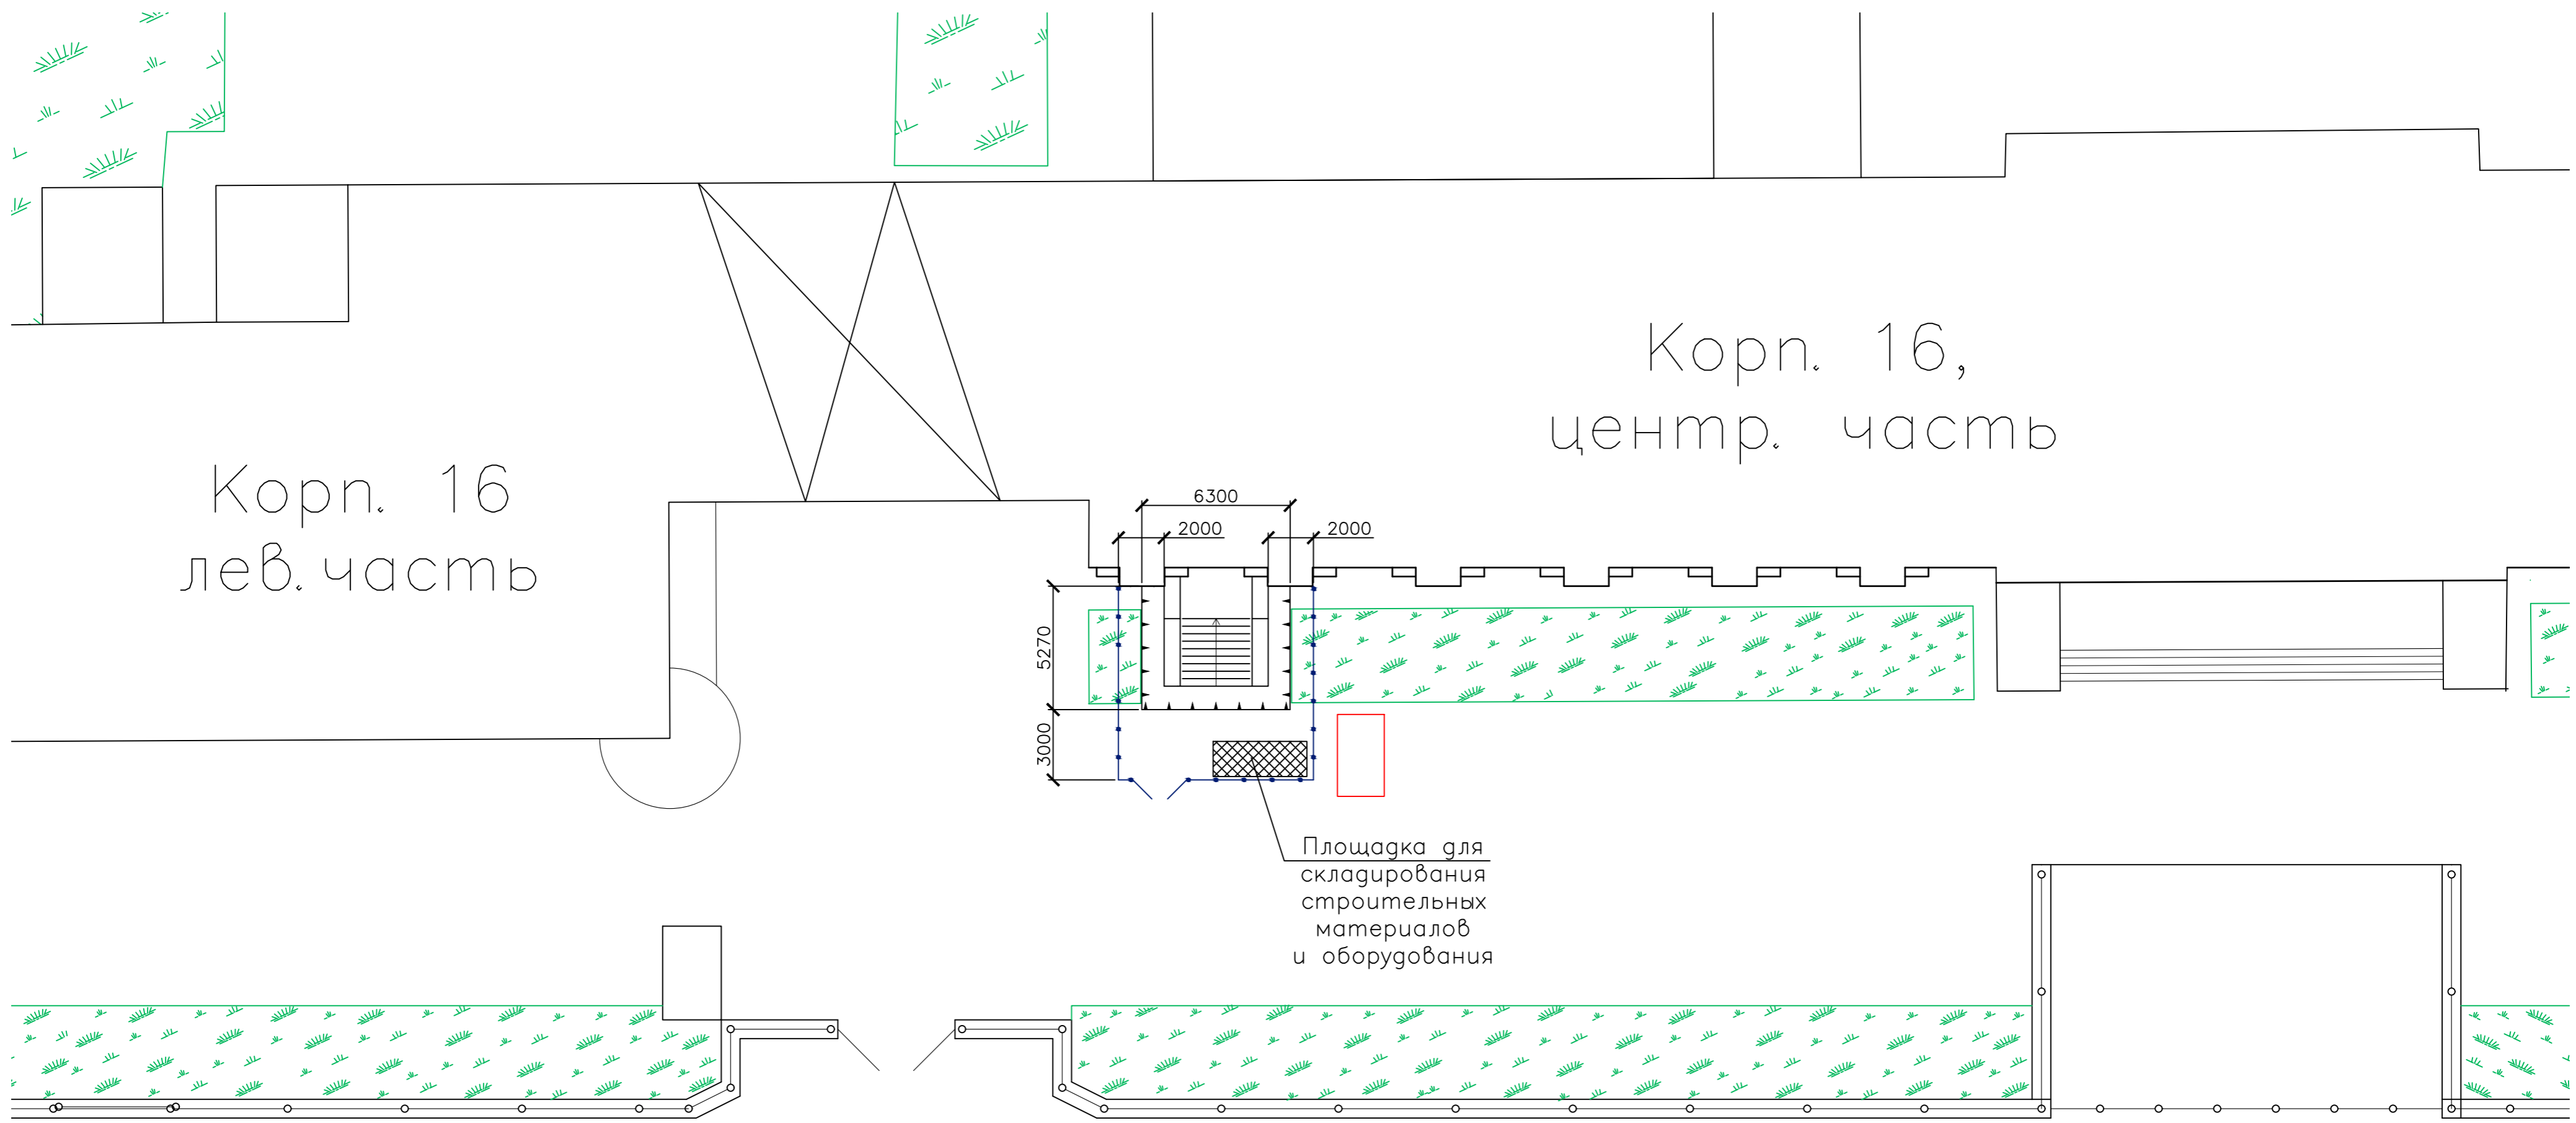 Корп. 16,
центр. часть
Корп. 16
лев.часть
6300
2000
2000
5270
3000
Площадка для
складирования
строительных
материалов
и оборудования